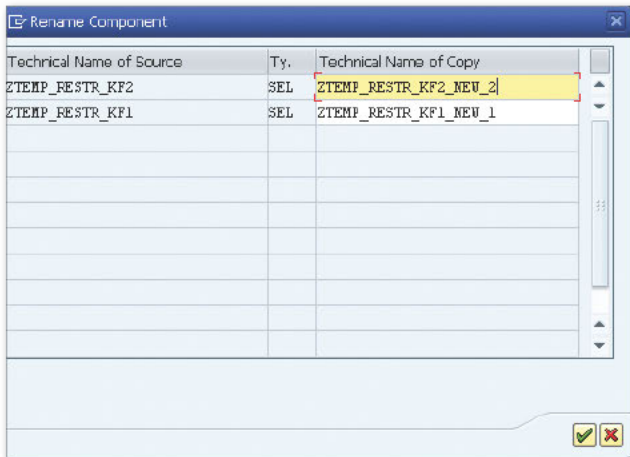 Rename Component
Technical Name of Source Ty. Technical Name of Copy
ZTEMP_RESTR_KF2 SEL ZTEMP_RESTR_KF2_NEW_2
ZTEMP_RESTR_KF1 SEL ZTEMP_RESTR_KF1_NEW_1